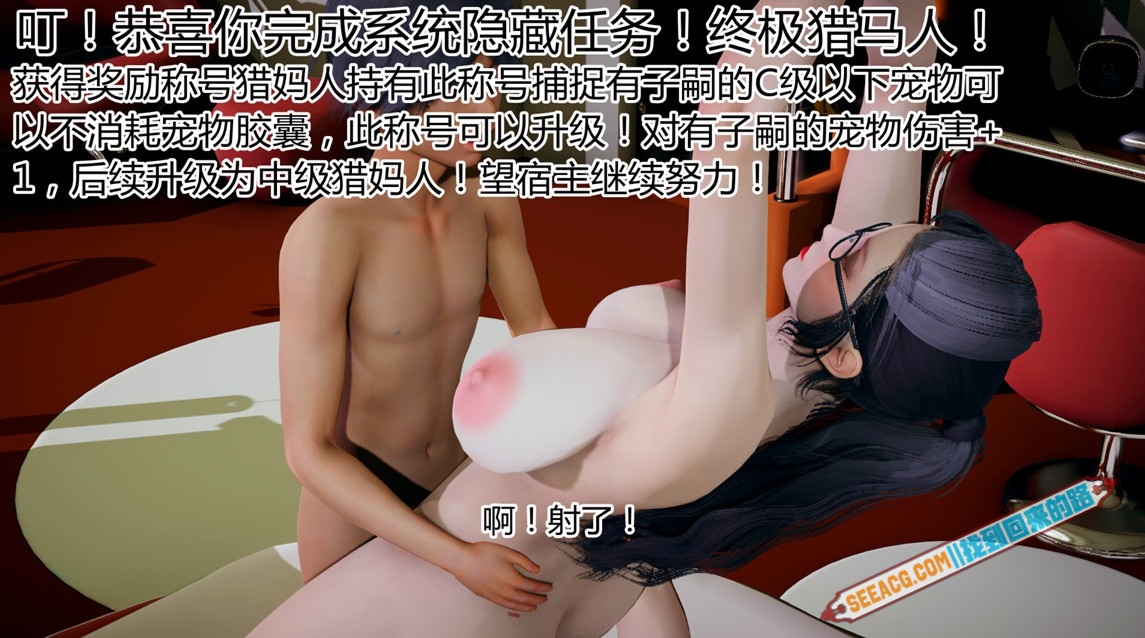 叮！恭喜你完成系统隐藏任务！终极猎马人！
获得奖励称号猎妈人持有此称号捕捉有子嗣的C级以下宠物可
以不消耗宠物胶囊，此称号可以升级！对有子嗣的宠物伤害+
1，后续升级为中级猎妈人！望宿主继续努力！
啊！射了！
SEEACG.COM||找到回来的路